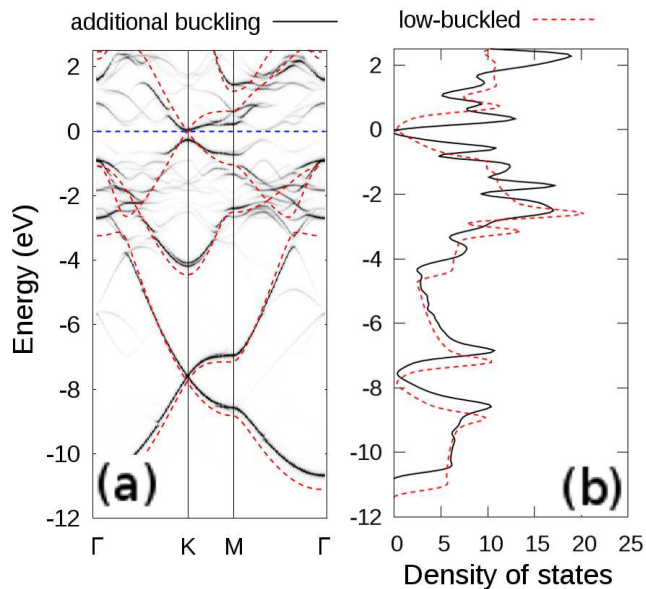 additional buckling
low-buckled
2
0
-2
-4
-6
-8
-10
-12
Energy (eV)
Γ
K
M
Γ
(a)
2
0
-2
-4
-6
-8
-10
-12
0
5
10
15
20
25
Density of states
(b)